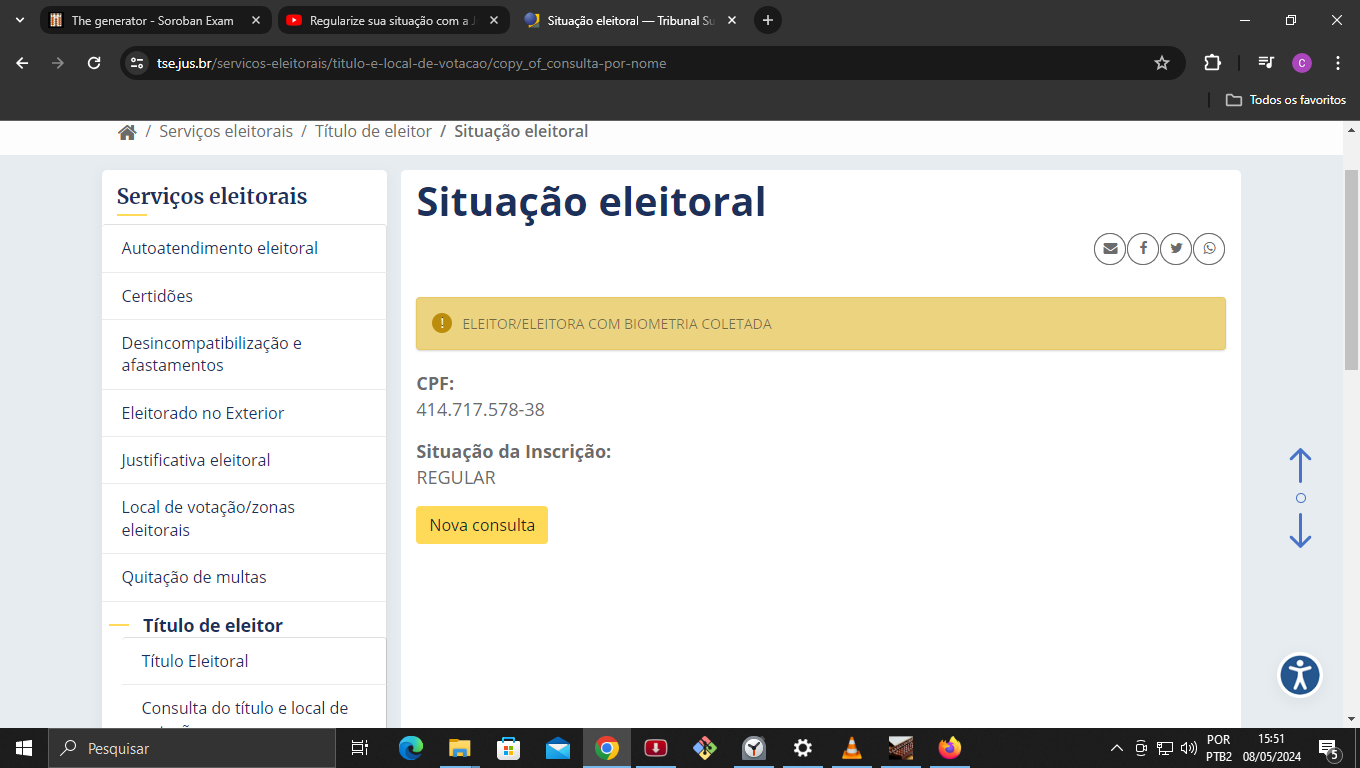 The generator - Soroban Exam
Regularize sua situação com a J
Situação eleitoral — Tribunal Su
tse.jus.br/servicos-eleitorais/titulo-e-local-de-votacao/copy_of_consulta-por-nome
C
Todos os favoritos
/ Serviços eleitorais / Título de eleitor / Situação eleitoral
Serviços eleitorais
Autoatendimento eleitoral
Certidões
Desincompatibilização e
afastamentos
Eleitorado no Exterior
Justificativa eleitoral
Local de votação/zonas
eleitorais
Quitação de multas
Título de eleitor
Título Eleitoral
Consulta do título e local de
Situação eleitoral
ELEITOR/ELEITORA COM BIOMETRIA COLETADA
CPF:
414.717.578-38
Situação da Inscrição:
REGULAR
Nova consulta
Pesquisar
POR
PTB2
15:51
08/05/2024
5